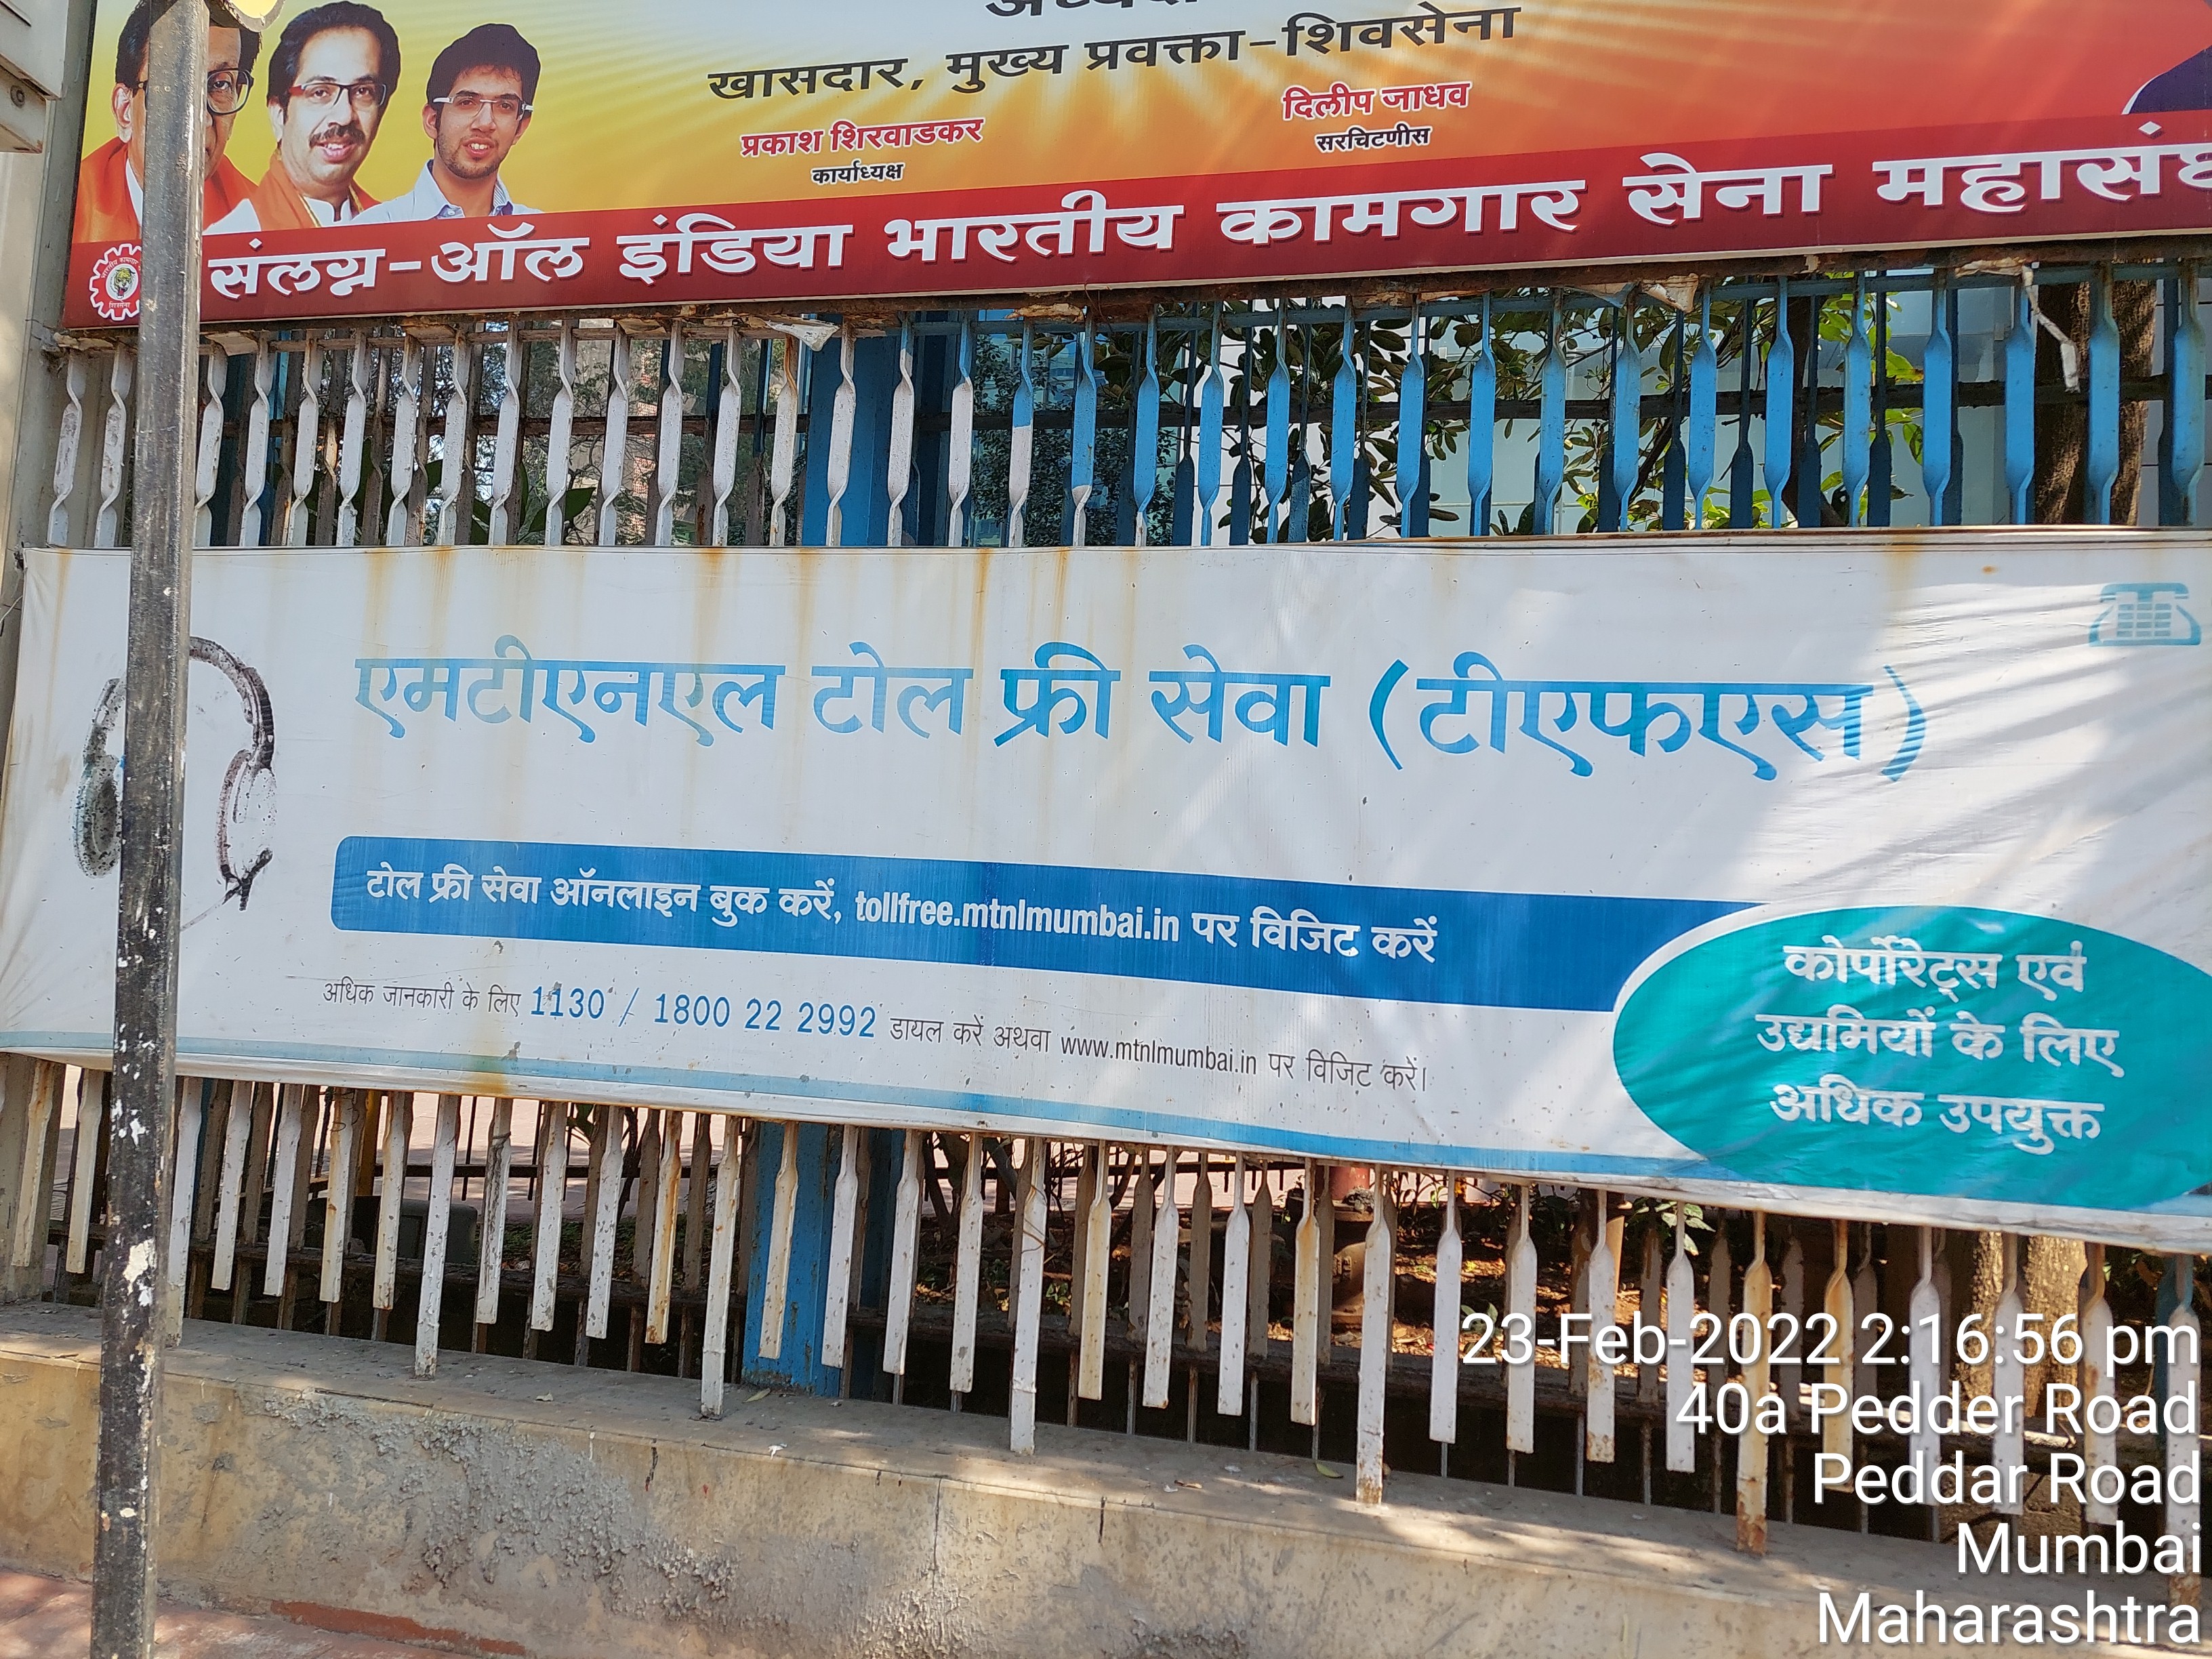 खासदार, मुख्य प्रवक्ता-शिवसेना
प्रकाश शिरवाडकर
कार्याध्यक्ष
दिलीप जाधव
सरचिटणीस
संलग्न-ऑल इंडिया भारतीय कामगार सेना महासंघ
एमटीएनएल टोल फ्री सेवा (टीएफएस)
टोल फ्री सेवा ऑनलाइन बुक करें, tollfree.mtnlmumbai.in पर विजिट करें
अधिक जानकारी के लिए 1130 / 1800 22 2992 डायल करें अथवा www.mtnlmumbai.in पर विजिट करें।
कोर्पोरेट्स एवं
उद्यमियों के लिए
अधिक उपयुक्त
23-Feb-2022 2:16:56 pm
40a Pedder Road
Peddar Road
Mumbai
Maharashtra